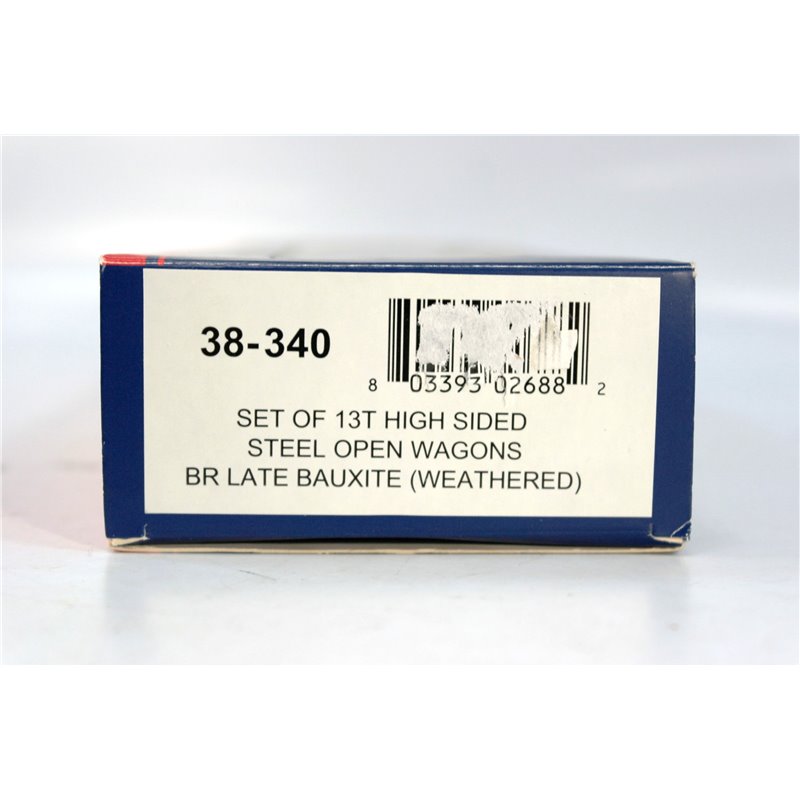 38-340
8 03393 02688 2
SET OF 13T HIGH SIDED
STEEL OPEN WAGONS
BR LATE BAUXITE (WEATHERED)